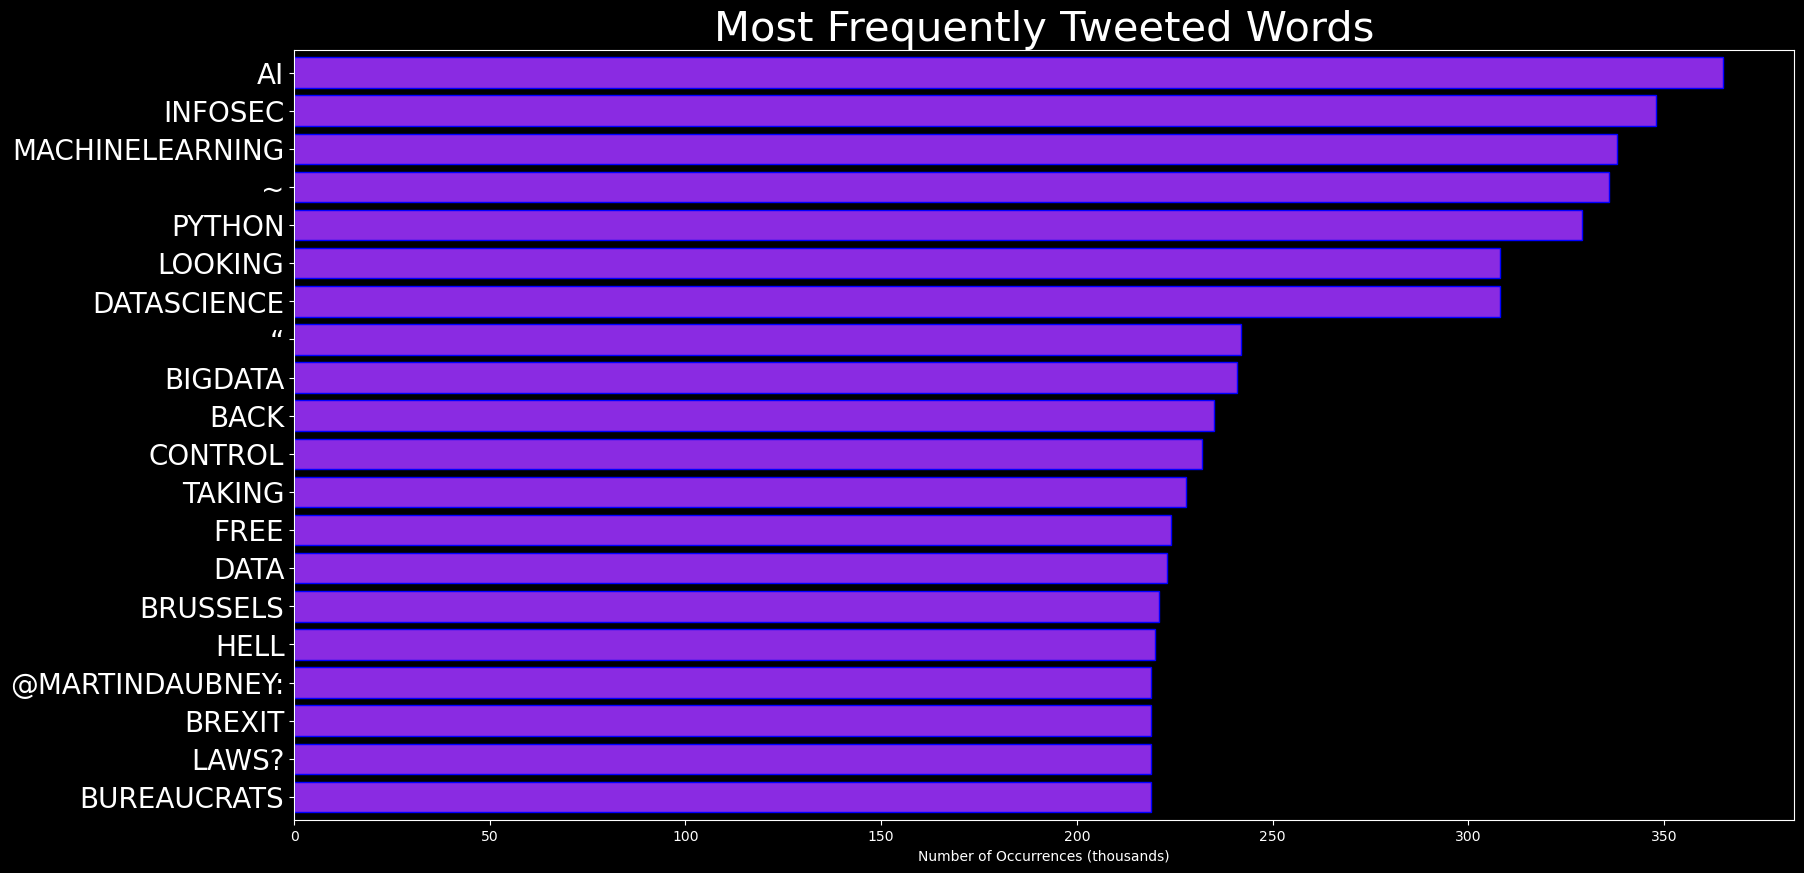 Most Frequently Tweeted Words
AI
INFOSEC
MACHINELEARNING
~
PYTHON
LOOKING
DATASCIENCE
“
BIGDATA
BACK
CONTROL
TAKING
FREE
DATA
BRUSSELS
HELL
@MARTINDAUBNEY:
BREXIT
LAWS?
BUREAUCRATS
0 50 100 150 200 250 300 350
Number of Occurrences (thousands)